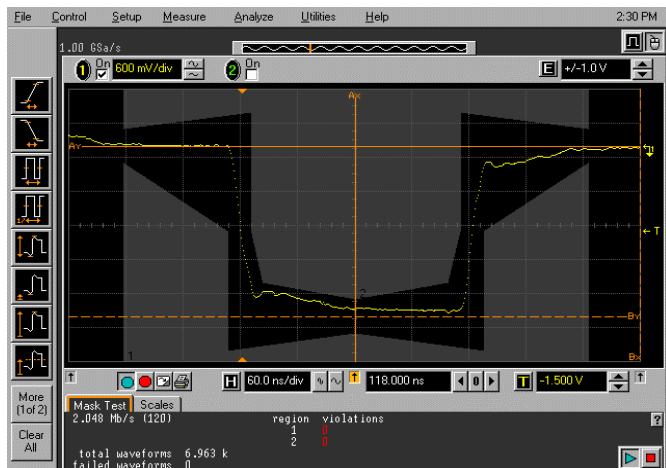 File Control Setup Measure Analyze Utilities Help 2:30 PM
1.00 GSa/s
1 On 600 mV/div 2 On E +/-1.0 V
Ax
Ay
1
T
2
By
1
Bx
H 60.0 ns/div 118.000 ns 0 T -1.500 V
More
(1of 2)
Clear
All
Mask Test Scales
2.048 Mb/s (120) region violations ?
1 0
2 0
total waveforms 6.963 k
failed waveforms 0